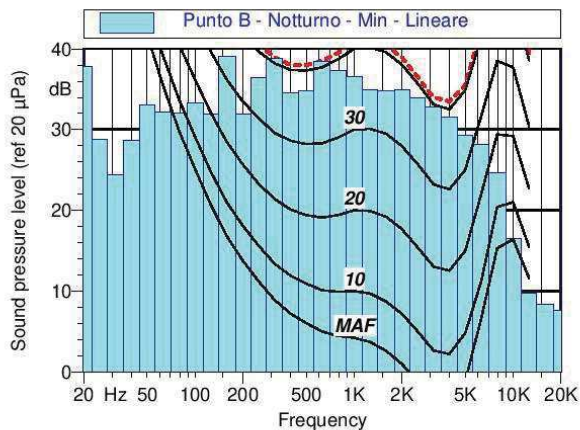 Punto B - Notturno - Min - Lineare
Sound pressure level (ref 20 µPa)
40
dB
30
20
10
0
30
20
10
MAF
20 Hz 50 100 200 500 1K 2K 5K 10K 20K
Frequency